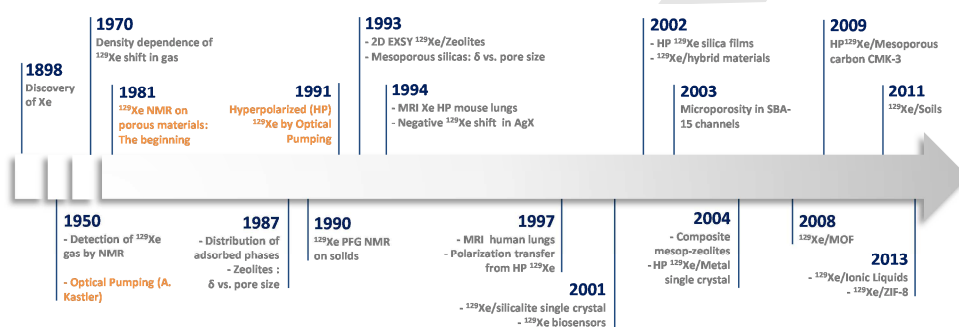 1898
Discovery
of Xe
1970
Density dependence of
¹²⁹Xe shift in gas
1981
¹²⁹Xe NMR on
porous materials:
The beginning
1991
Hyperpolarized (HP)
¹²⁹Xe by Optical
Pumping
1993
- 2D EXSY ¹²⁹Xe/Zeolites
- Mesoporous silicas: δ vs. pore size
1994
- MRI Xe HP mouse lungs
- Negative ¹²⁹Xe shift in AgX
2002
- HP ¹²⁹Xe silica films
- ¹²⁹Xe/hybrid materials
2003
Microporosity in SBA-
15 channels
2009
HP¹²⁹Xe/Mesoporous
carbon CMK-3
2011
¹²⁹Xe/Soils
1950
- Detection of ¹²⁹Xe
gas by NMR
- Optical Pumping (A.
Kastler)
1987
- Distribution of
adsorbed phases
- Zeolites :
δ vs. pore size
1990
¹²⁹Xe PFG NMR
on solids
1997
- MRI human lungs
- Polarization transfer
from HP ¹²⁹Xe
2001
- ¹²⁹Xe/silicalite single crystal
- ¹²⁹Xe biosensors
2004
- Composite
mesop-zeolites
- HP ¹²⁹Xe/Metal
single crystal
2008
¹²⁹Xe/MOF
2013
- ¹²⁹Xe/Ionic Liquids
- ¹²⁹Xe/ZIF-8